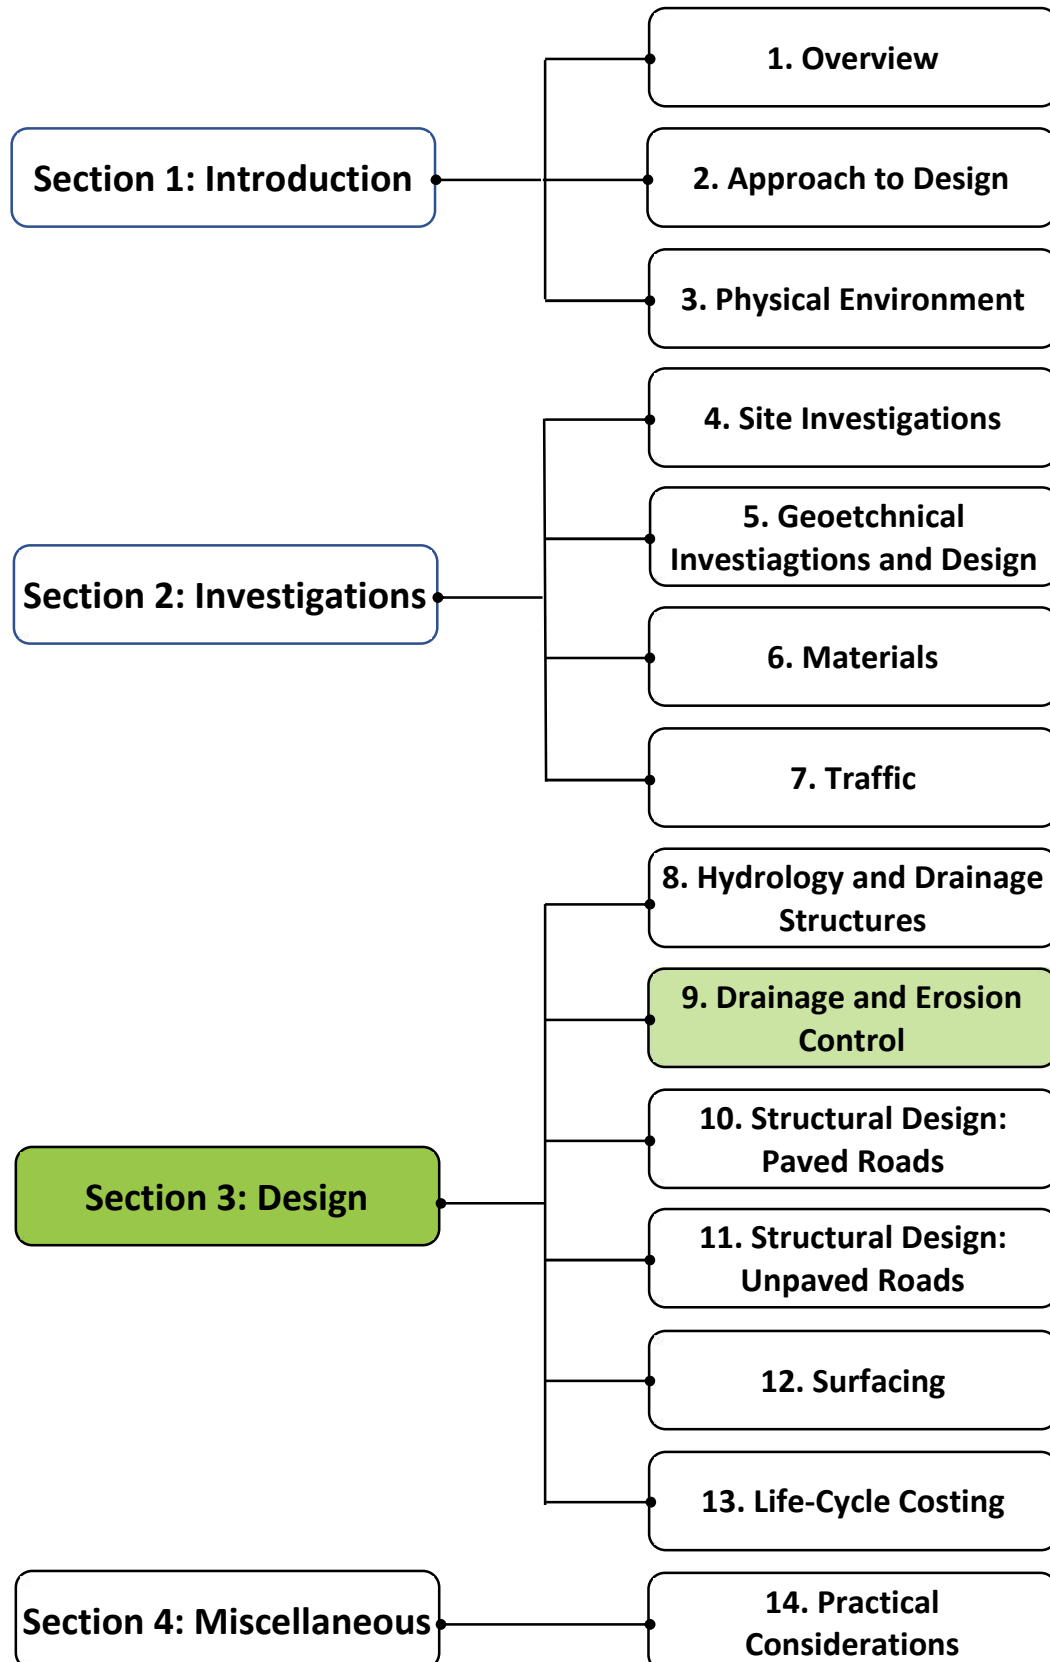 Section 1: Introduction
1. Overview
2. Approach to Design
3. Physical Environment
Section 2: Investigations
4. Site Investigations
5. Geoetchnical
Investiagtions and Design
6. Materials
7. Traffic
Section 3: Design
8. Hydrology and Drainage
Structures
9. Drainage and Erosion
Control
10. Structural Design:
Paved Roads
11. Structural Design:
Unpaved Roads
12. Surfacing
13. Life-Cycle Costing
Section 4: Miscellaneous
14. Practical
Considerations